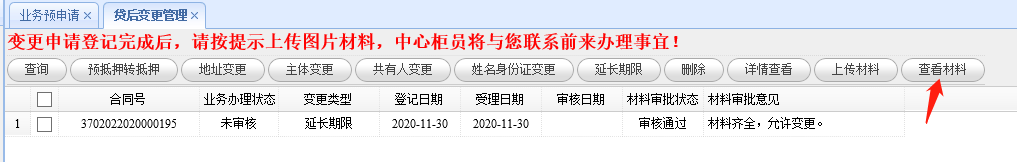 业务预申请 × 贷后变更管理 ×
变更申请登记完成后，请按提示上传图片材料，中心柜员将与您联系前来办理事宜！
查询 预抵押转抵押 地址变更 主体变更 共有人变更 姓名身份证变更 延长期限 删除 详情查看 上传材料 查看材料
合同号 业务办理状态 变更类型 登记日期 受理日期 审核日期 材料审批状态 材料审批意见
1 3702022020000195 未审核 延长期限 2020-11-30 2020-11-30 审核通过 材料齐全，允许变更。